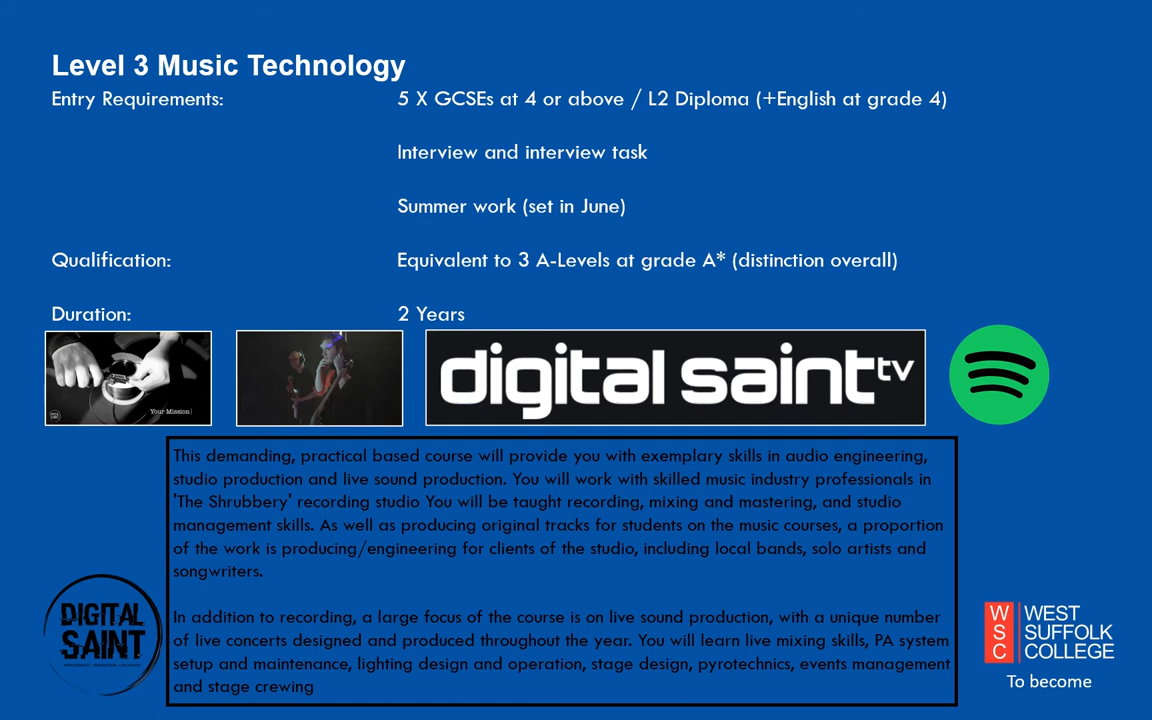 Level 3 Music Technology
Entry Requirements: 5 X GCSEs at 4 or above / L2 Diploma (+English at grade 4)
Interview and interview task
Summer work (set in June)
Qualification: Equivalent to 3 A-Levels at grade A* (distinction overall)
Duration: 2 Years
Your Mission|
digital saint tv
This demanding, practical based course will provide you with exemplary skills in audio engineering,
studio production and live sound production. You will work with skilled music industry professionals in
'The Shrubbery' recording studio You will be taught recording, mixing and mastering, and studio
management skills. As well as producing original tracks for students on the music courses, a proportion
of the work is producing/engineering for clients of the studio, including local bands, solo artists and
songwriters.
In addition to recording, a large focus of the course is on live sound production, with a unique number
of live concerts designed and produced throughout the year. You will learn live mixing skills, PA system
setup and maintenance, lighting design and operation, stage design, pyrotechnics, events management
and stage crewing
DIGITAL
SAINT
WSC
WEST
SUFFOLK
COLLEGE
To become